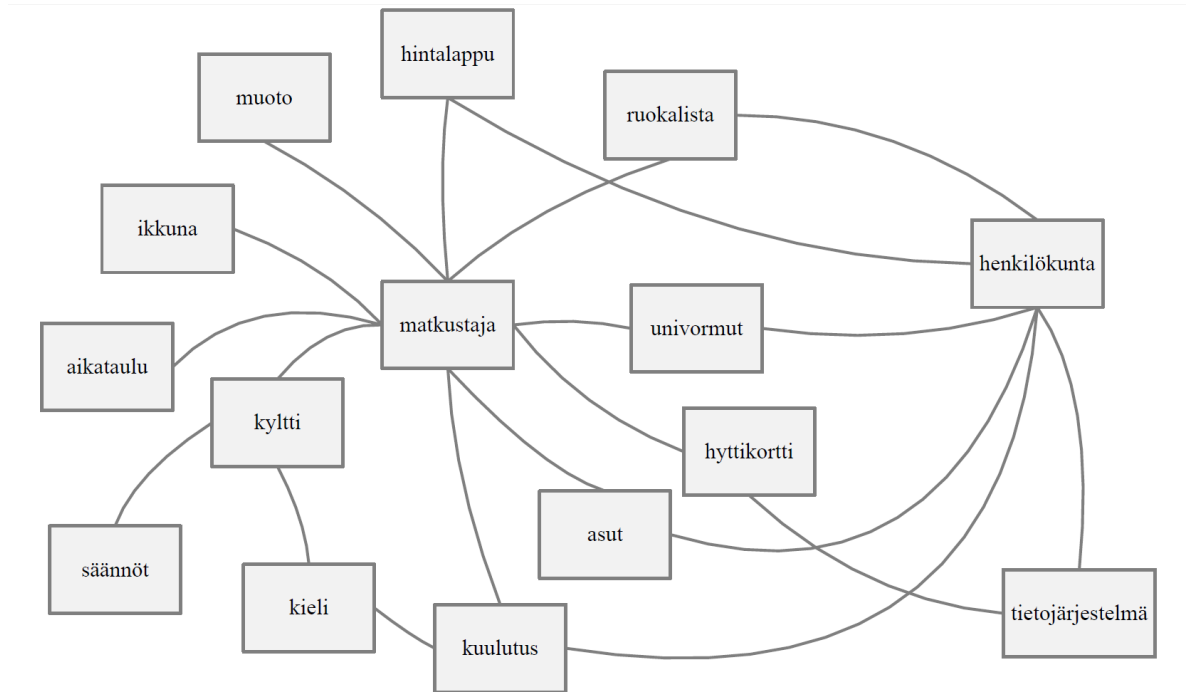 hintalappu
muoto
ruokalista
ikkuna
henkilökunta
matkustaja
univormut
aikataulu
kyltti
hyttikortti
asut
säännöt
kieli
tietojärjestelmä
kuulutus